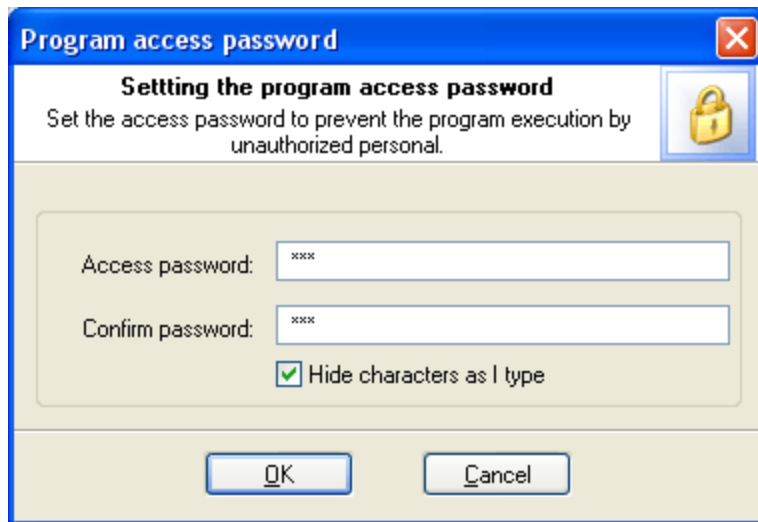 Program access password
Settting the program access password
Set the access password to prevent the program execution by
unauthorized personal.
Access password: ***
Confirm password: ***
Hide characters as I type
OK
Cancel